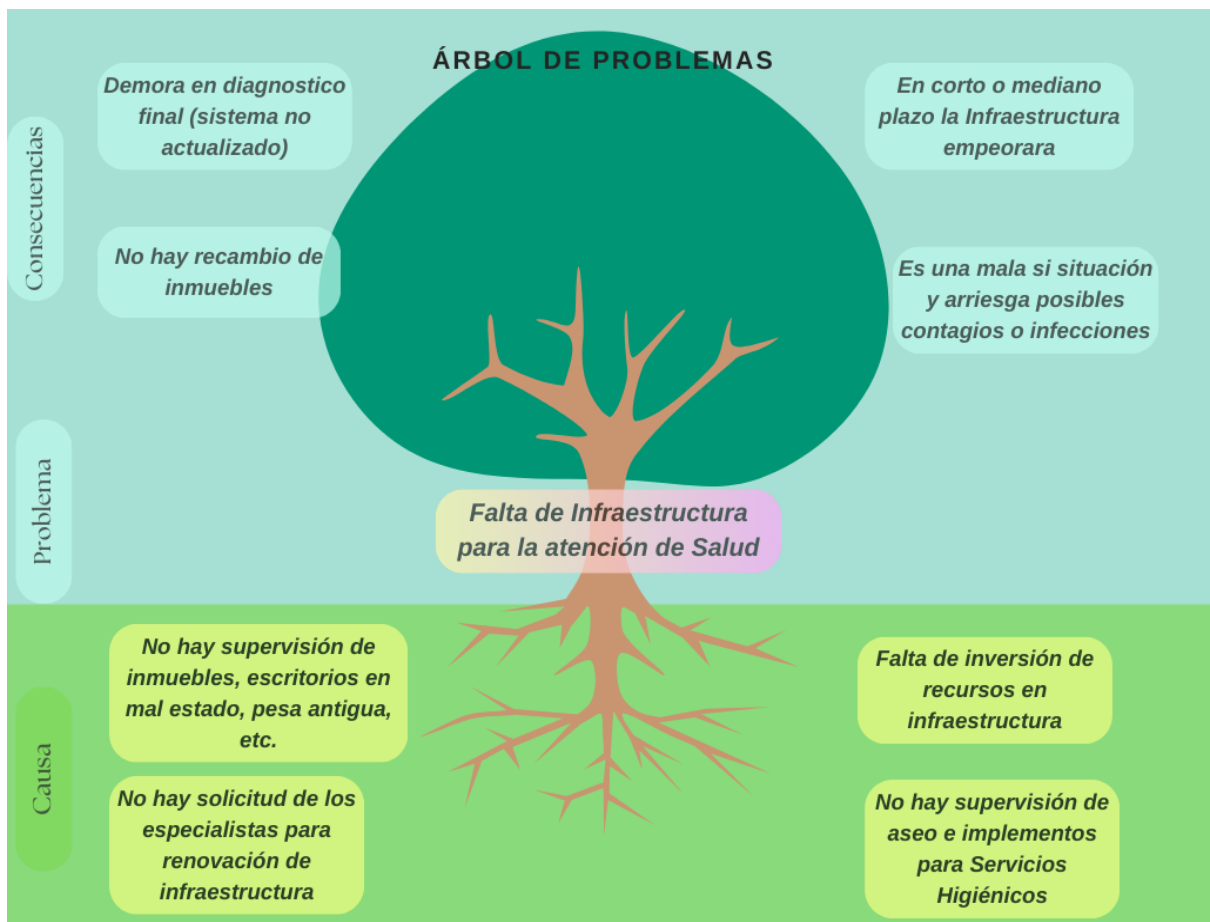 ÁRBOL DE PROBLEMAS
Consecuencias
Demora en diagnostico
final (sistema no
actualizado)
En corto o mediano
plazo la Infraestructura
empeorara
No hay recambio de
inmuebles
Es una mala si situación
y arriesga posibles
contagios o infecciones
Problema
Falta de Infraestructura
para la atención de Salud
Causa
No hay supervisión de
inmuebles, escritorios en
mal estado, pesa antigua,
etc.
Falta de inversión de
recursos en
infraestructura
No hay solicitud de los
especialistas para
renovación de
infraestructura
No hay supervisión de
aseo e implementos
para Servicios
Higiénicos